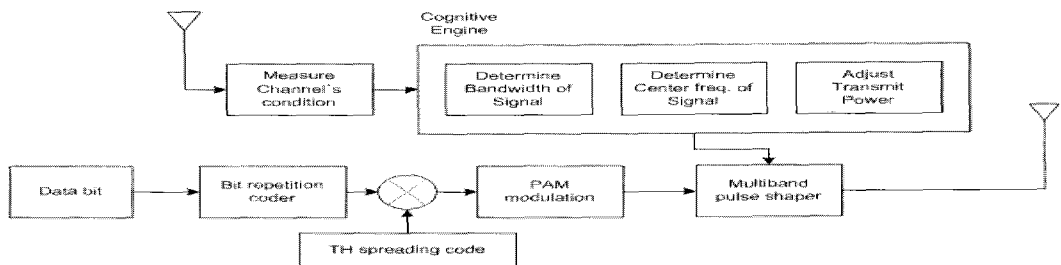 Cognitive
Engine
Measure
Channel's
condition
Determine
Bandwidth of
Signal
Determine
Center freq. of
Signal
Adjust
Transmit
Power
Data bit
Bit repetition
coder
PAM
modulation
Multiband
pulse shaper
TH spreading code